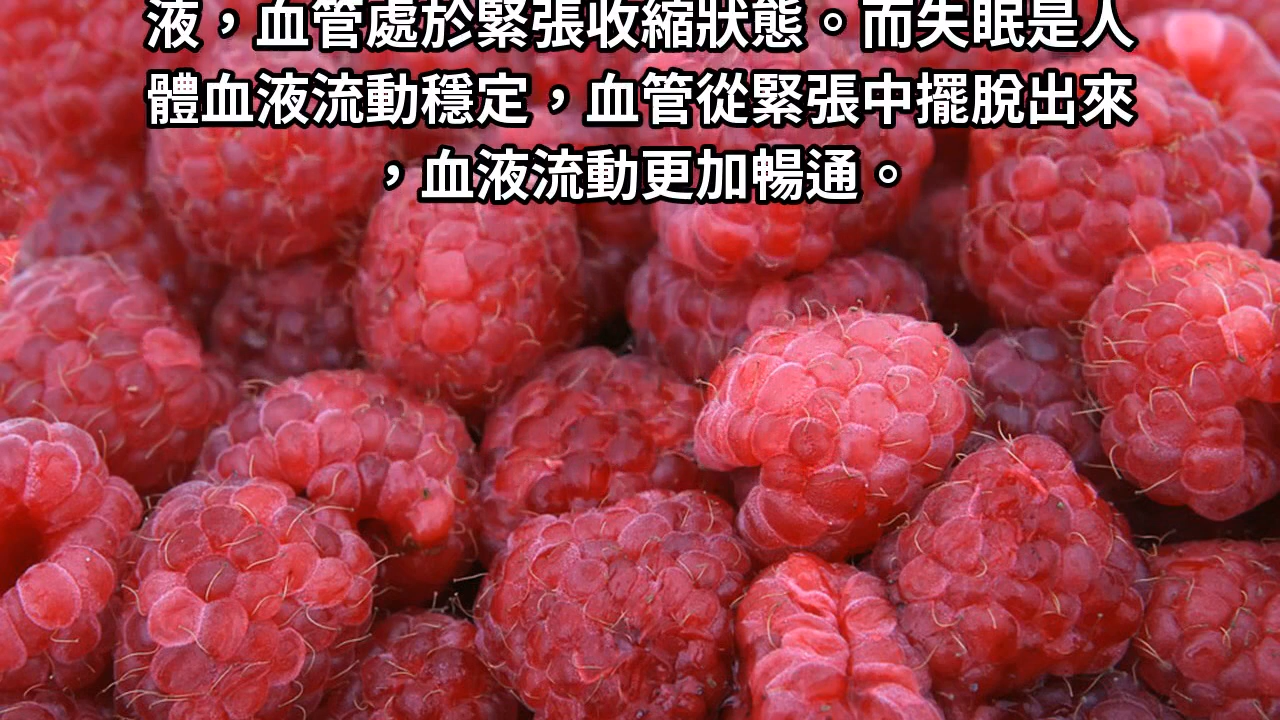 液，血管處於緊張收縮狀態。而失眠是人
體血液流動穩定，血管從緊張中擺脫出來
，血液流動更加暢通。